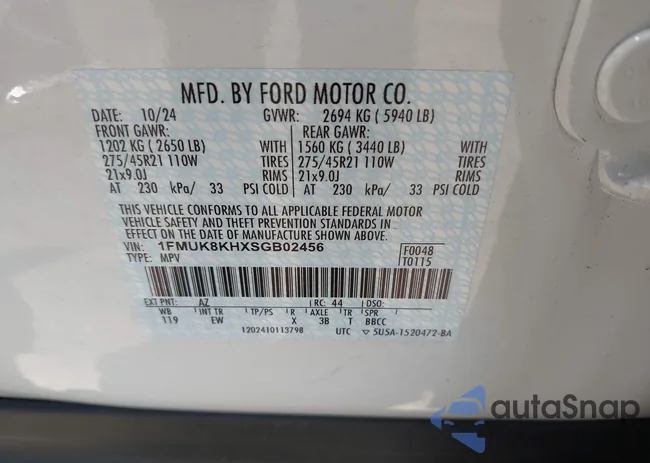 MFD. BY FORD MOTOR CO.
DATE: 10/24 GVWR: 2694 KG ( 5940 LB)
FRONT GAWR: REAR GAWR:
1202 KG ( 2650 LB) WITH 1560 KG ( 3440 LB) WITH
275/45R21 110W TIRES 275/45R21 110W TIRES
21x9.0J RIMS 21x9.0J RIMS
AT 230 kPa/ 33 PSI COLD AT 230 kPa/ 33 PSI COLD
THIS VEHICLE CONFORMS TO ALL APPLICABLE FEDERAL MOTOR
VEHICLE SAFETY AND THEFT PREVENTION STANDARDS IN
EFFECT ON THE DATE OF MANUFACTURE SHOWN ABOVE.
VIN: 1FMUK8KHXSGB02456 F0048
TYPE: MPV T0115
EXT PNT: AZ RC: 44 DSO:
WB INT TR TP/PS R AXLE TR SPR
119 EW X 3B T BBCC
1202410113798 UTC ▽ 5U5A-1520472-BA
autoSnap